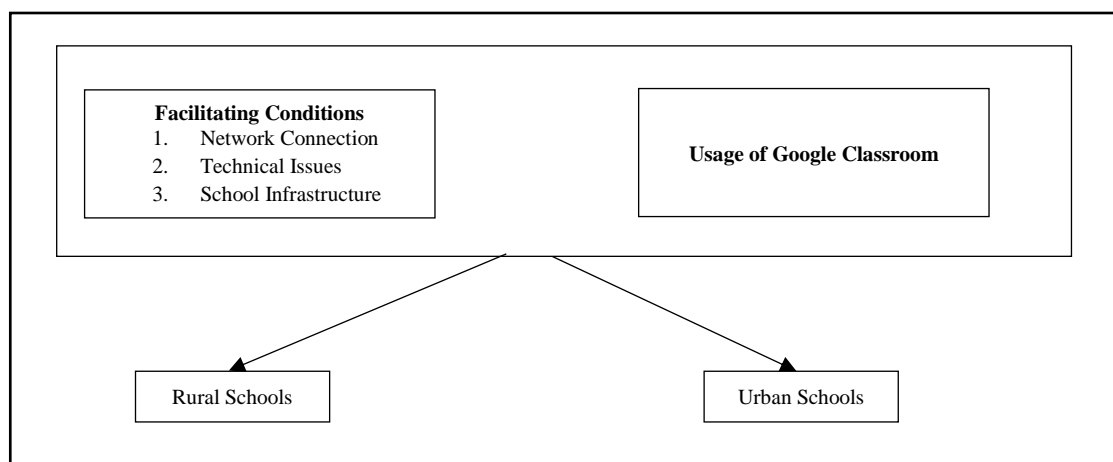 Facilitating Conditions
1. Network Connection
2. Technical Issues
3. School Infrastructure
Usage of Google Classroom
Rural Schools
Urban Schools